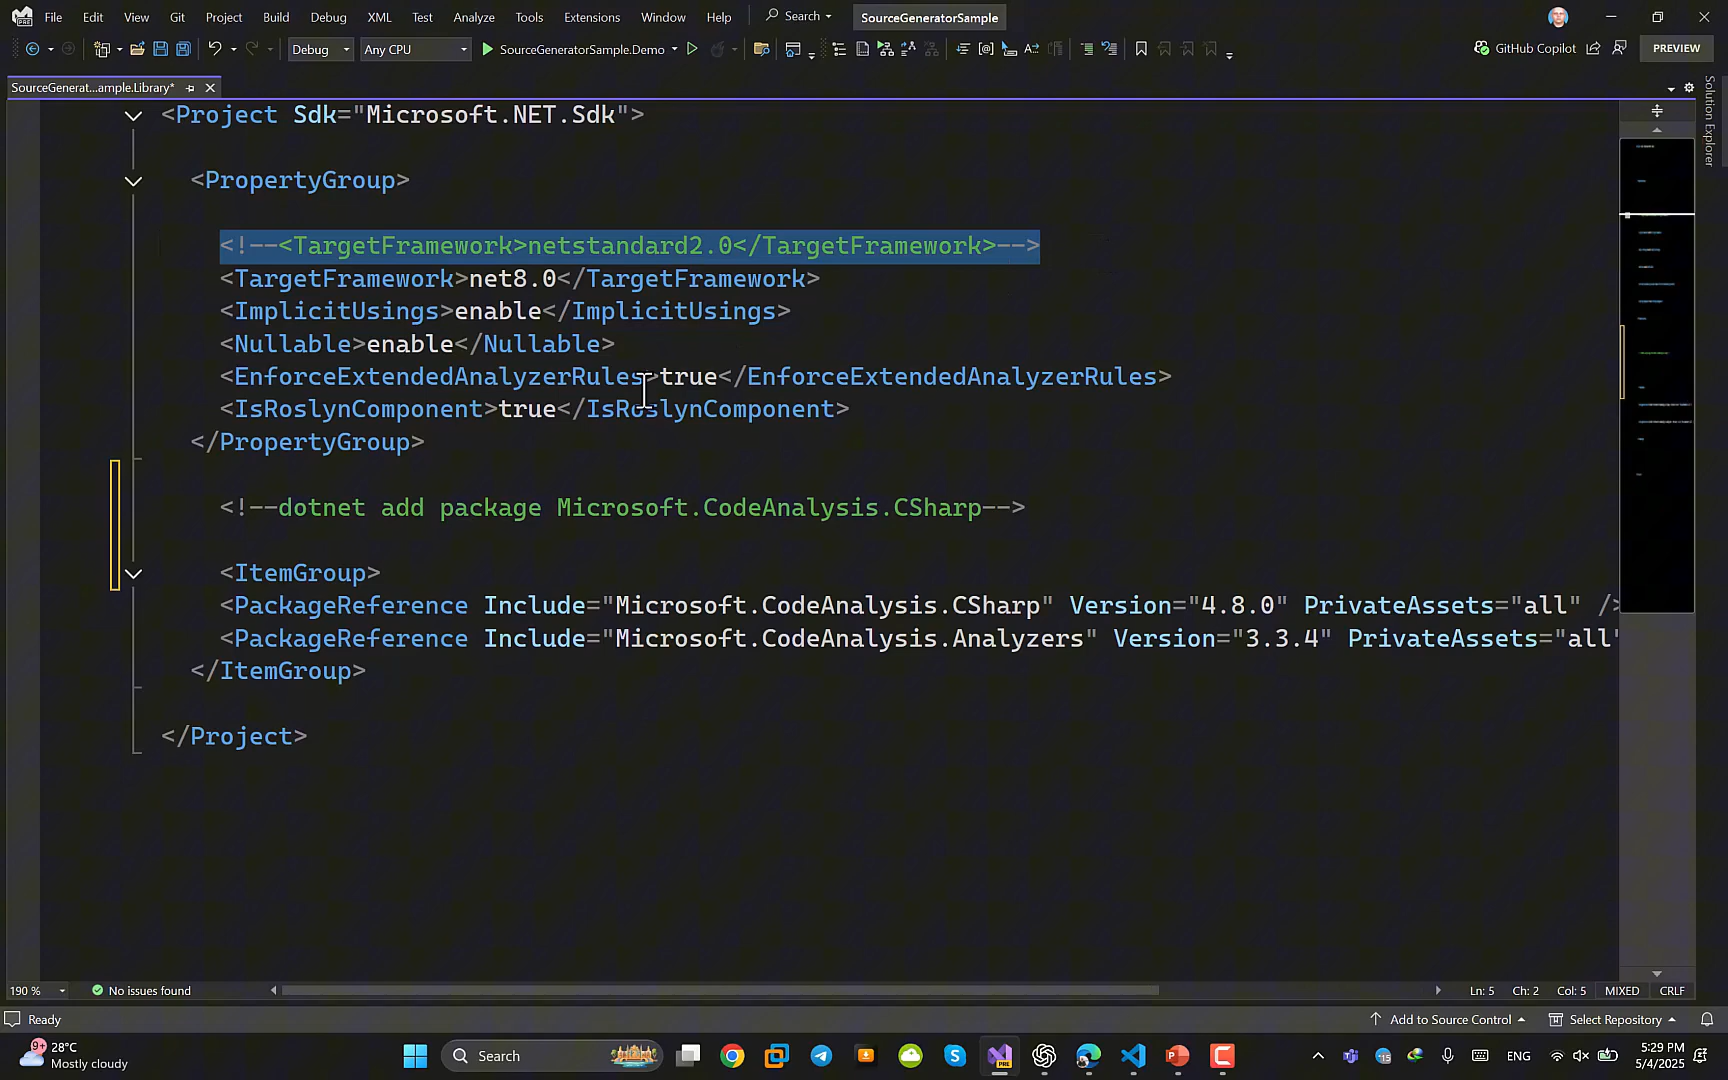 File Edit View Git Project Build Debug Test XML Analyze Tools Extensions Window Help Search SourceGeneratorSample
Debug Any CPU SourceGeneratorSample.Demo GitHub Copilot PREVIEW
SourceGenerat...ample.Library*
Solution Explorer
<Project Sdk="Microsoft.NET.Sdk">
<PropertyGroup>
<!--<TargetFramework>netstandard2.0</TargetFramework>-->
<TargetFramework>net8.0</TargetFramework>
<ImplicitUsings>enable</ImplicitUsings>
<Nullable>enable</Nullable>
<EnforceExtendedAnalyzerRules>true</EnforceExtendedAnalyzerRules>
<IsRoslynComponent>true</IsRoslynComponent>
</PropertyGroup>
<!--dotnet add package Microsoft.CodeAnalysis.CSharp-->
<ItemGroup>
<PackageReference Include="Microsoft.CodeAnalysis.CSharp" Version="4.8.0" PrivateAssets="all" />
<PackageReference Include="Microsoft.CodeAnalysis.Analyzers" Version="3.3.4" PrivateAssets="all"
</ItemGroup>
</Project>
190 % No issues found Ln: 5 Ch: 2 Col: 5 MIXED CRLF
Ready Add to Source Control Select Repository
28°C
Mostly cloudy
Search
ENG
5:29 PM
5/4/2025